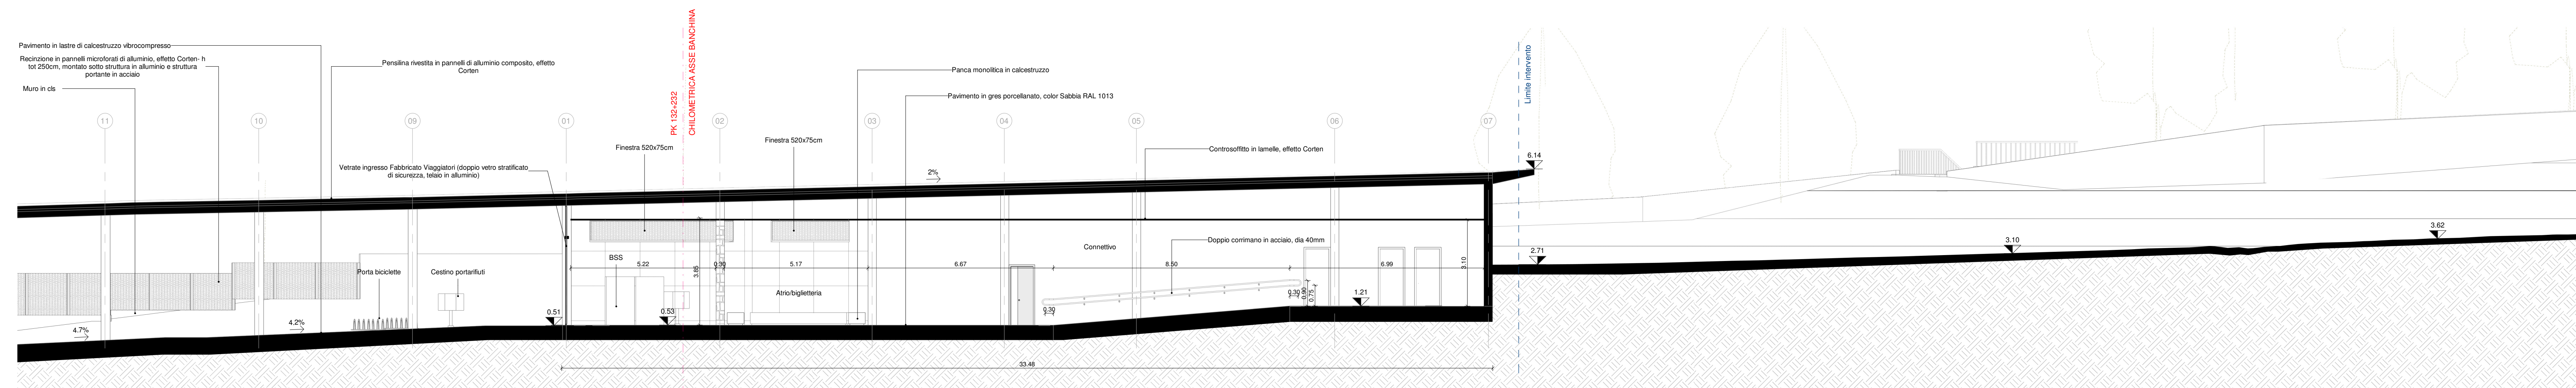 Pavimento in lastre di calcestruzzo vibrocompresso
Recinzione in pannelli microforati di alluminio, effetto Corten- h
tot 250cm, montato sotto struttura in alluminio e struttura
portante in acciaio
Muro in cls
Pensilina rivestita in pannelli di alluminio composito, effetto
Corten
PK 132+232
CHILOMETRICA ASSE BANCHINA
Panca monolitica in calcestruzzo
Pavimento in gres porcellanato, color Sabbia RAL 1013
Limite intervento
11
10
09
01
02
03
04
05
06
07
Finestra 520x75cm
Finestra 520x75cm
Controsoffitto in lamelle, effetto Corten
Vetrate ingresso Fabbricato Viaggiatori (doppio vetro stratificato
di sicurezza, telaio in alluminio)
2%
6.14
Connettivo
Doppio corrimano in acciaio, dia 40mm
BSS
5.22
0.30
5.17
6.67
8.50
6.99
3.85
3.10
2.71
3.10
3.62
Porta biciclette
Cestino portarifiuti
Atrio/biglietteria
0.30
0.90
0.75
1.21
0.30
0.51
0.53
4.7%
4.2%
33.48